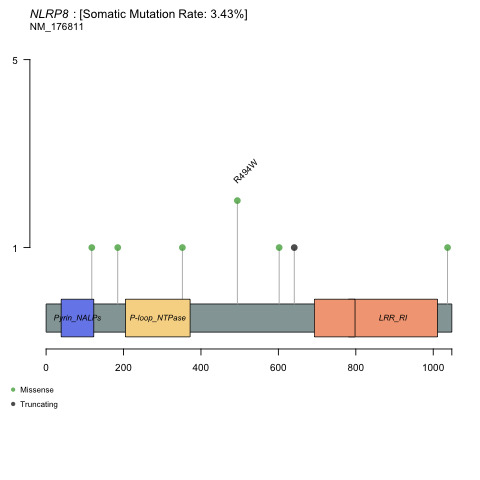 NLRP8 : [Somatic Mutation Rate: 3.43%]
NM_176811
5
R494W
1
Pyrin_NALPs P-loop_NTPase LRR_RI
0 200 400 600 800 1000
Missense
Truncating